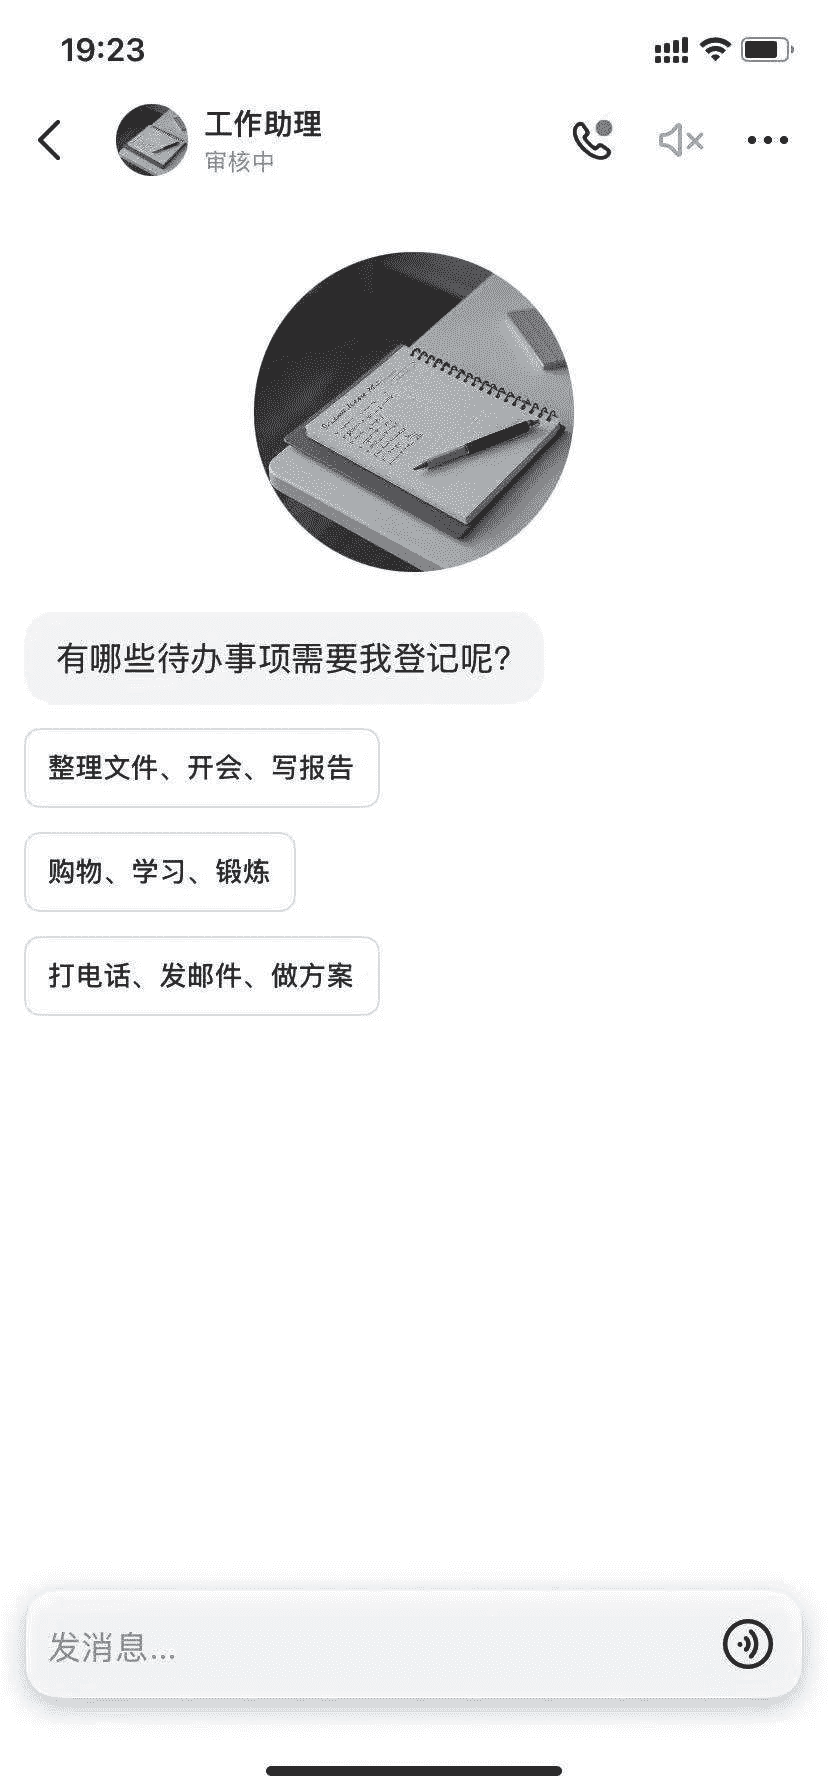 19:23
工作助理
审核中
有哪些待办事项需要我登记呢?
整理文件、开会、写报告
购物、学习、锻炼
打电话、发邮件、做方案
发消息...